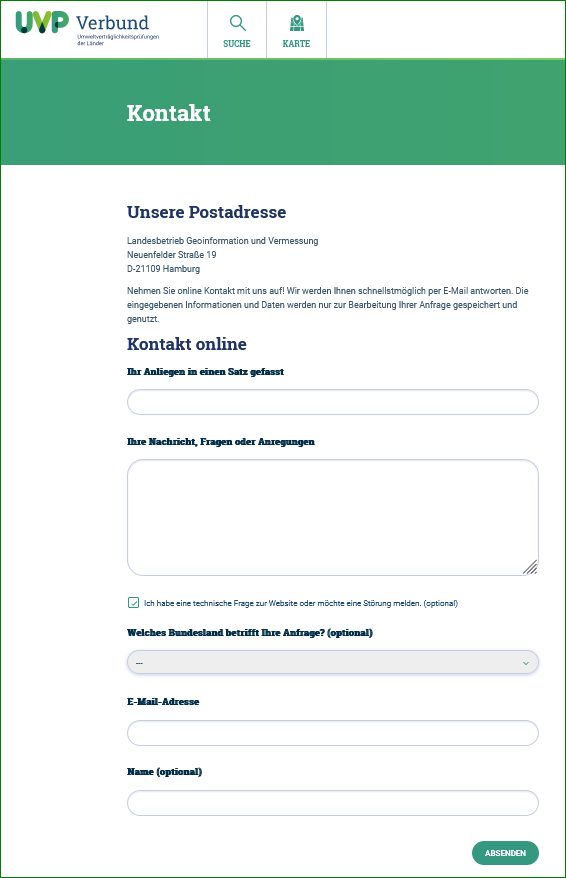 UVP Verbund
Umweltverträglichkeitsprüfungen
der Länder
SUCHE
KARTE
Kontakt
Unsere Postadresse
Landesbetrieb Geoinformation und Vermessung
Neuenfelder Straße 19
D-21109 Hamburg
Nehmen Sie online Kontakt mit uns auf! Wir werden Ihnen schnellstmöglich per E-Mail antworten. Die
eingegebenen Informationen und Daten werden nur zur Bearbeitung Ihrer Anfrage gespeichert und
genutzt.
Kontakt online
Ihr Anliegen in einen Satz gefasst
Ihre Nachricht, Fragen oder Anregungen
Ich habe eine technische Frage zur Website oder möchte eine Störung melden. (optional)
Welches Bundesland betrifft Ihre Anfrage? (optional)
---
E-Mail-Adresse
Name (optional)
ABSENDEN